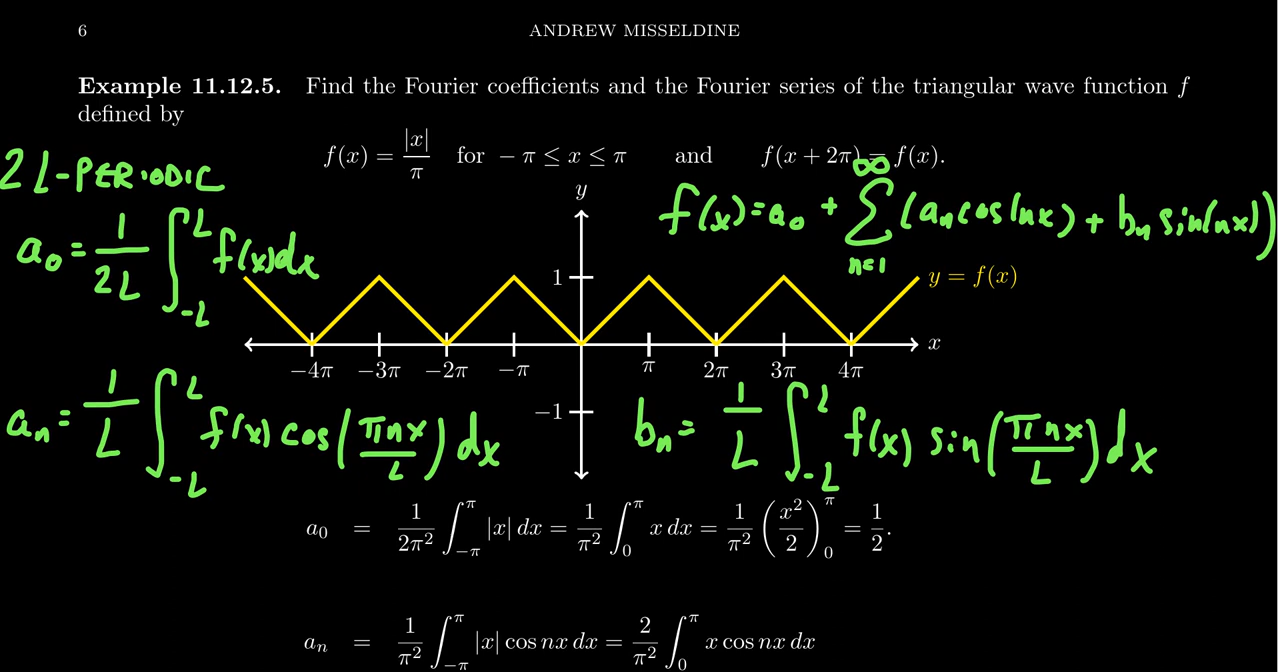 6 ANDREW MISSELDINE
Example 11.12.5. Find the Fourier coefficients and the Fourier series of the triangular wave function f
defined by
f(x) = |x|/π for − π ≤ x ≤ π and f(x + 2π) = f(x).
2L-PERIODIC
f(x) = a₀ + ∑_{n=1}^{∞} (aₙ cos(nx) + bₙ sin(nx))
a₀ = 1/2L ∫_{-L}^{L} f(x) dx
y
1
y = f(x)
x
−4π −3π −2π −π π 2π 3π 4π
−1
aₙ = 1/L ∫_{-L}^{L} f(x) cos(πnx/L) dx
bₙ = 1/L ∫_{-L}^{L} f(x) sin(πnx/L) dx
a₀ = 1/2π² ∫_{−π}^{π} |x| dx = 1/π² ∫_{0}^{π} x dx = 1/π² (x²/2)_{0}^{π} = 1/2.
aₙ = 1/π² ∫_{−π}^{π} |x| cos nx dx = 2/π² ∫_{0}^{π} x cos nx dx